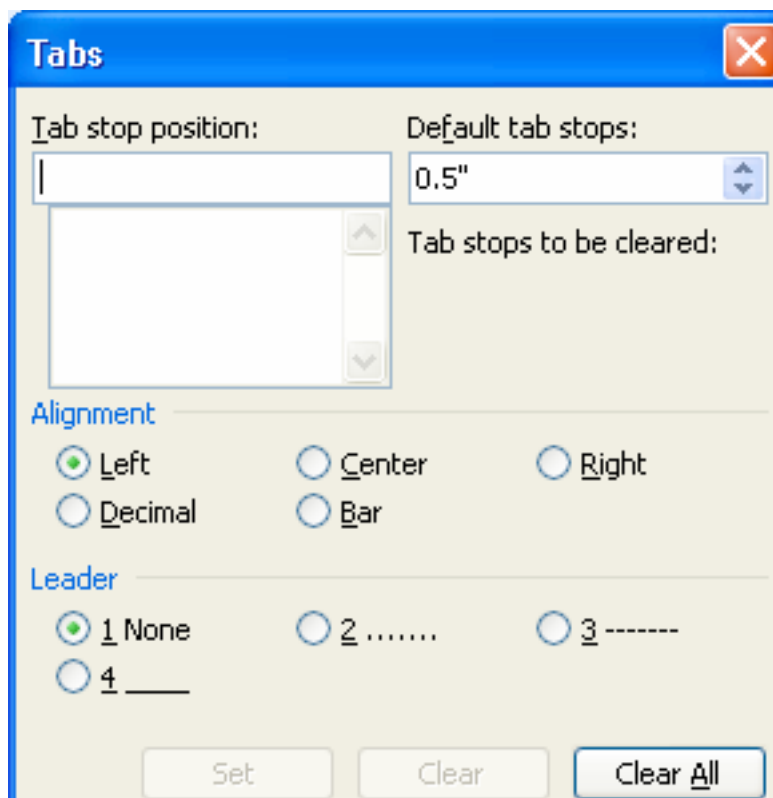 Tabs
Tab stop position: Default tab stops:
0.5"
Tab stops to be cleared:
Alignment
Left Center Right
Decimal Bar
Leader
1 None 2 ....... 3 -------
4 ____
Set Clear Clear All